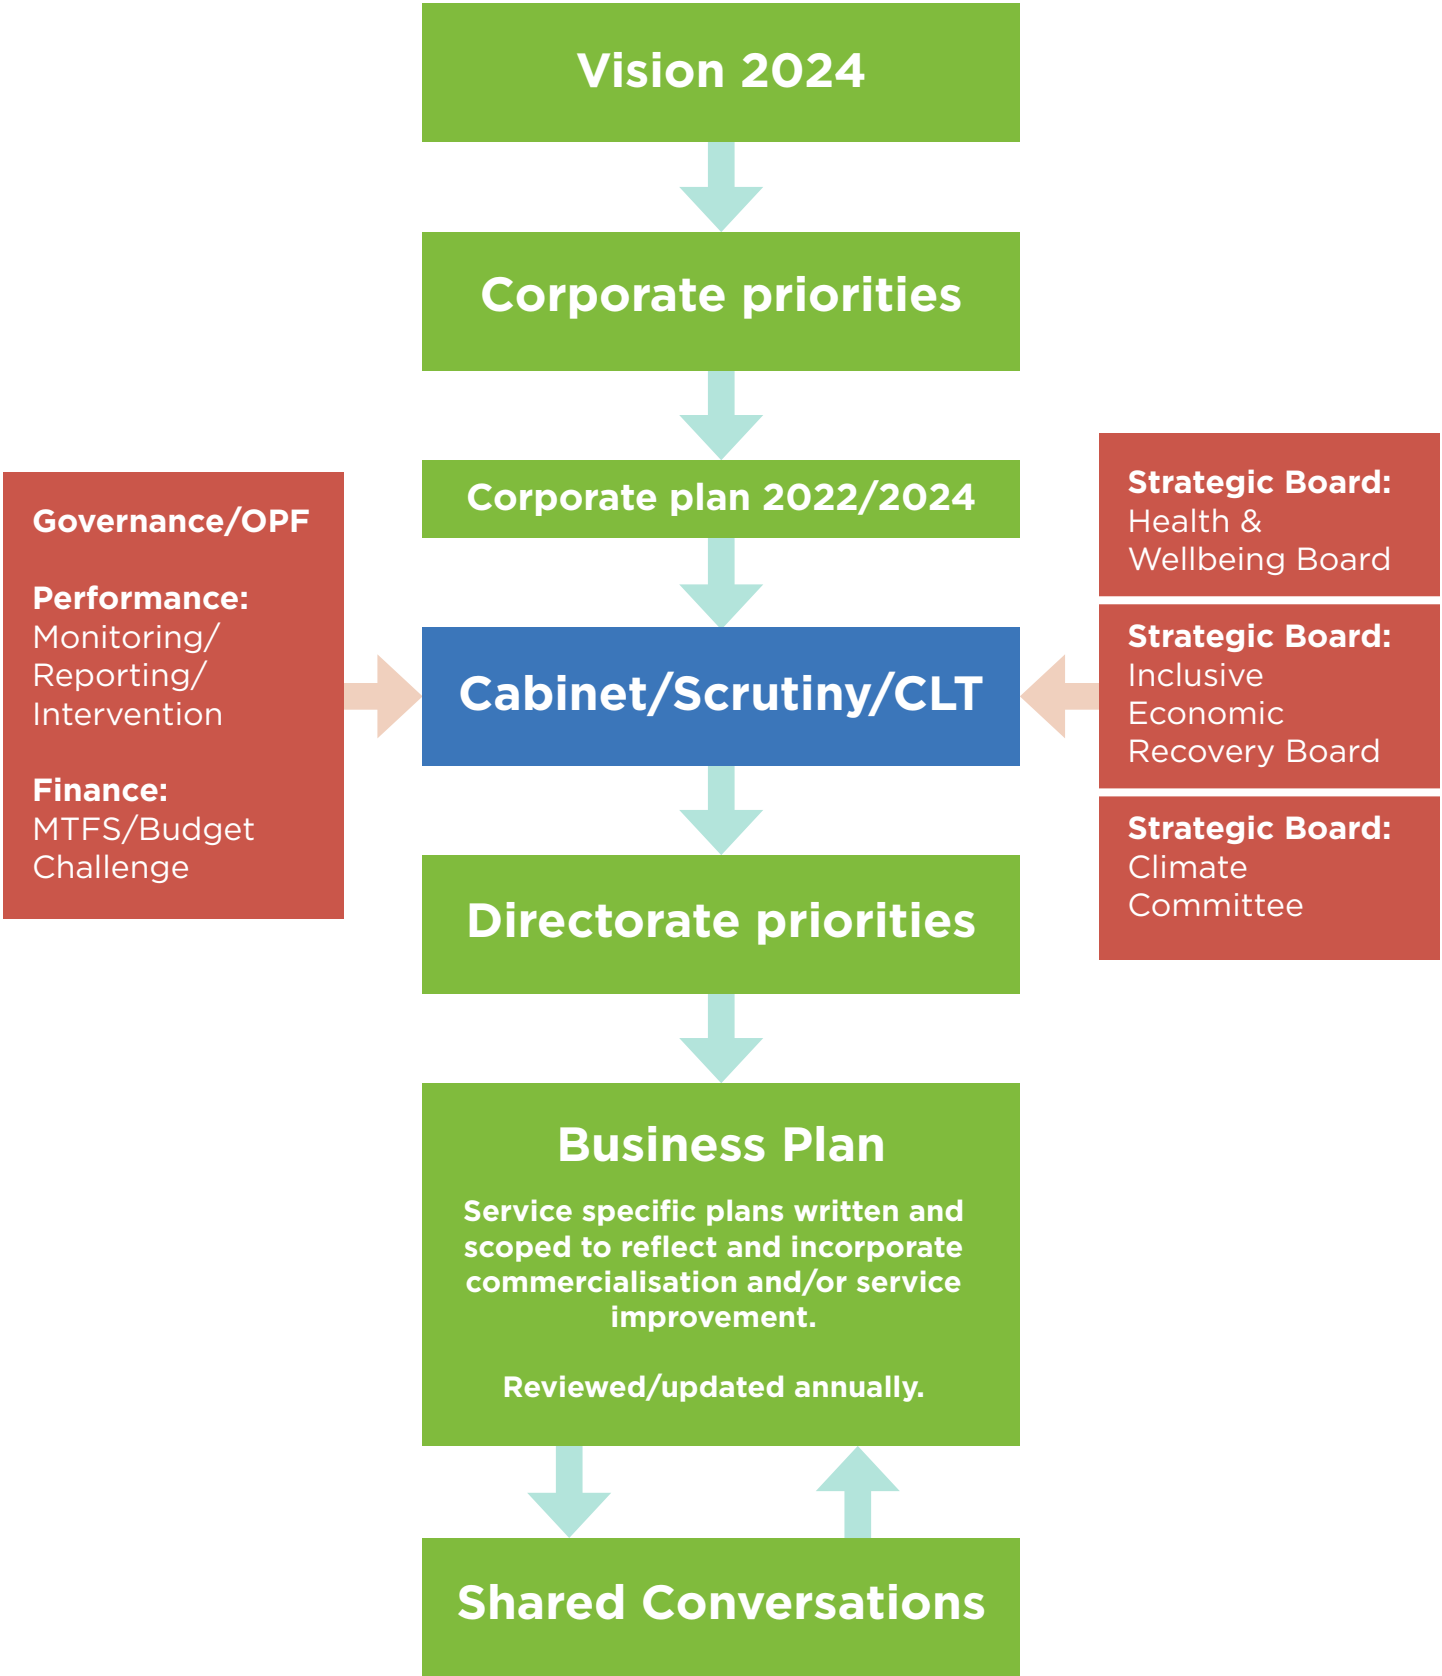 Vision 2024
Corporate priorities
Corporate plan 2022/2024
Governance/OPF
Performance:
Monitoring/
Reporting/
Intervention
Finance:
MTFS/Budget
Challenge
Cabinet/Scrutiny/CLT
Strategic Board:
Health &
Wellbeing Board
Strategic Board:
Inclusive
Economic
Recovery Board
Strategic Board:
Climate
Committee
Directorate priorities
Business Plan
Service specific plans written and
scoped to reflect and incorporate
commercialisation and/or service
improvement.
Reviewed/updated annually.
Shared Conversations